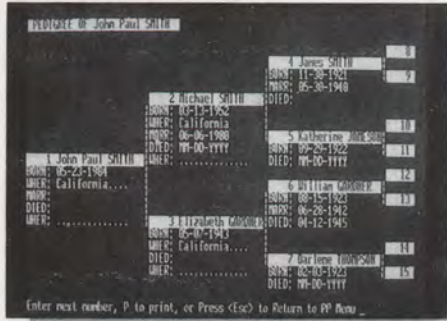 PEDIGREE OF John Paul SMITH
8
4 James SMITH
BORN: 11-30-1921
9
MARR: 05-30-1940
DIED:
2 Michael SMITH
BORN: 03-13-1952
WHER: California
10
MARR: 06-06-1980
5 Katherine JAMESON
DIED: MM-DD-YYYY
BORN: 09-29-1922
11
WHER: ...............
DIED: MM-DD-YYYY
1 John Paul SMITH
12
BORN: 05-23-1984
6 William GARDNER
WHER: California....
BORN: 08-15-1923
13
MARR:
MARR: 06-28-1942
DIED:
3 Elizabeth GARDNER
DIED: 04-12-1945
WHER: ..............
BORN: 05-07-1943
WHER: California....
14
DIED:
7 Darlene THOMPSON
WHER: ..............
BORN: 02-03-1923
15
DIED: MM-DD-YYYY
Enter next number, P to print, or Press <Esc> to Return to PP Menu _